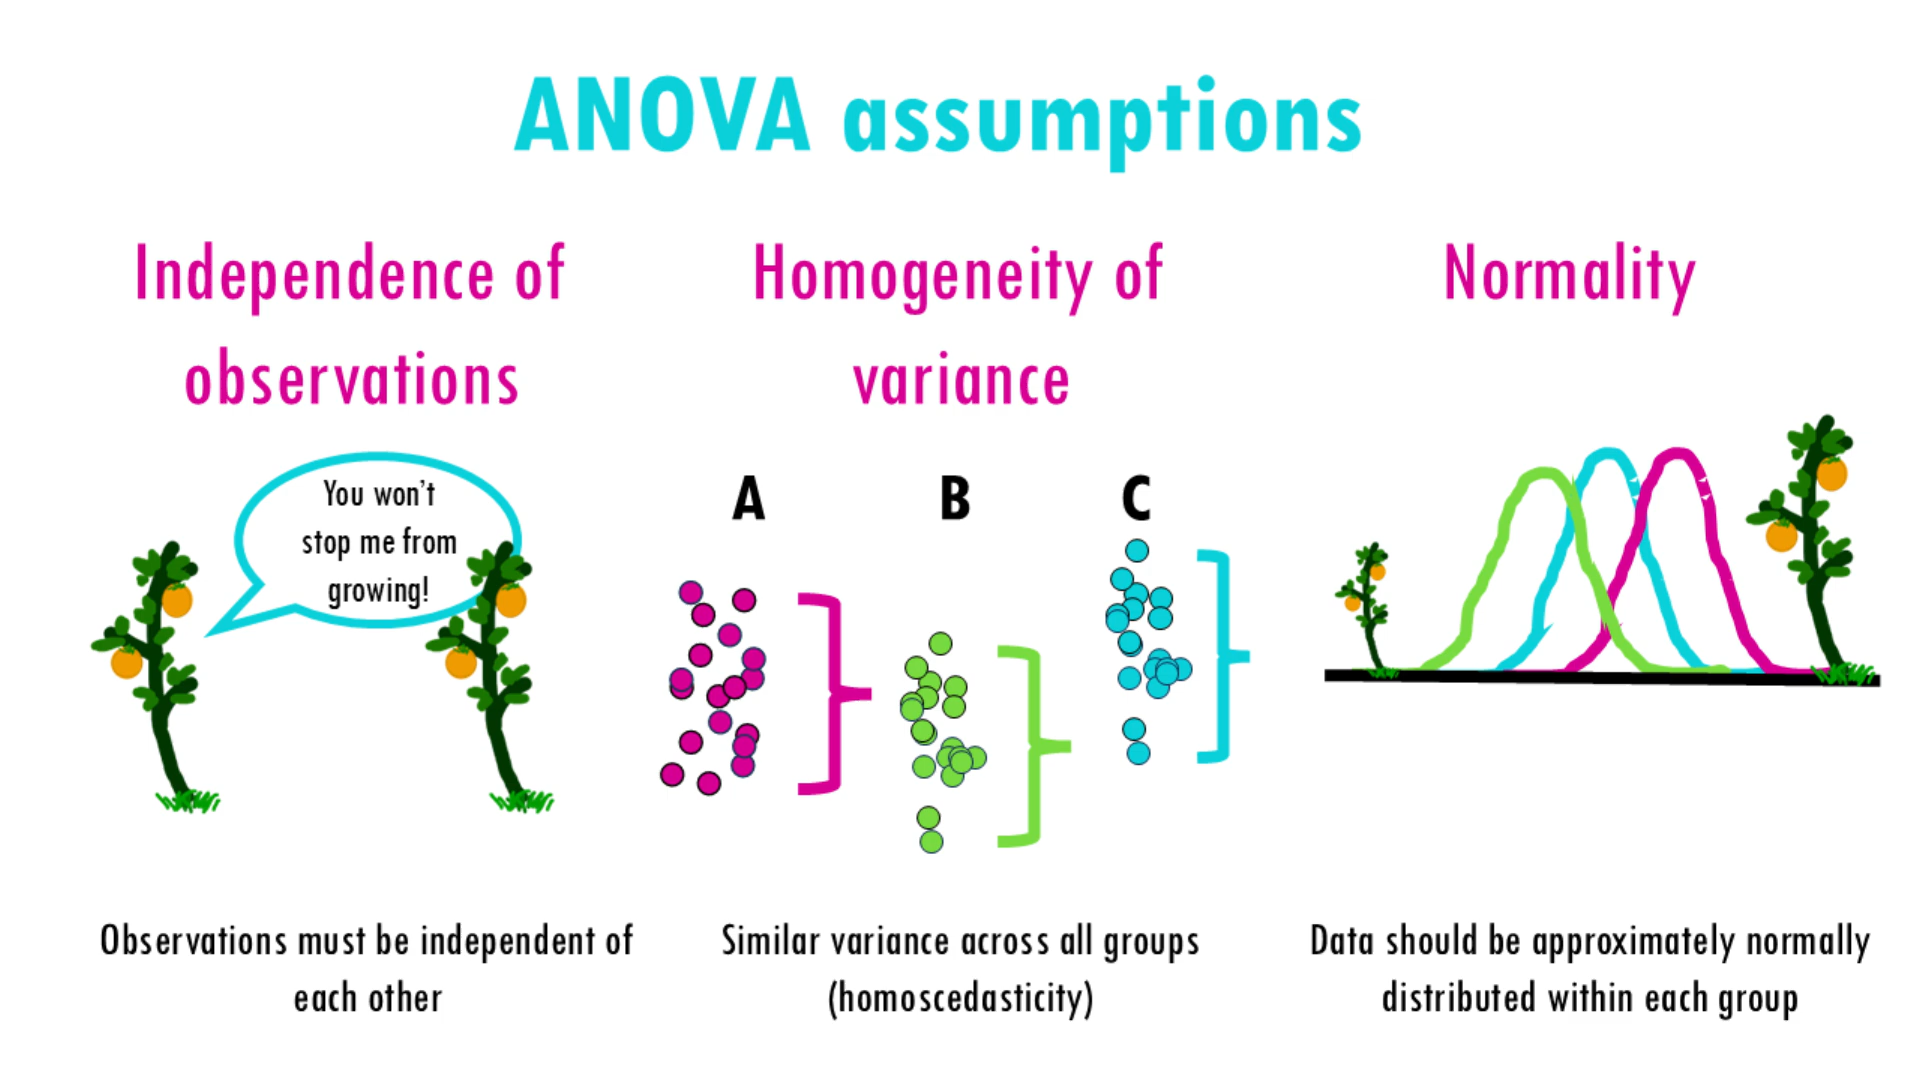 ANOVA assumptions
Independence of
observations
You won't
stop me from
growing!
Observations must be independent of
each other
Homogeneity of
variance
A B C
Similar variance across all groups
(homoscedasticity)
Normality
Data should be approximately normally
distributed within each group